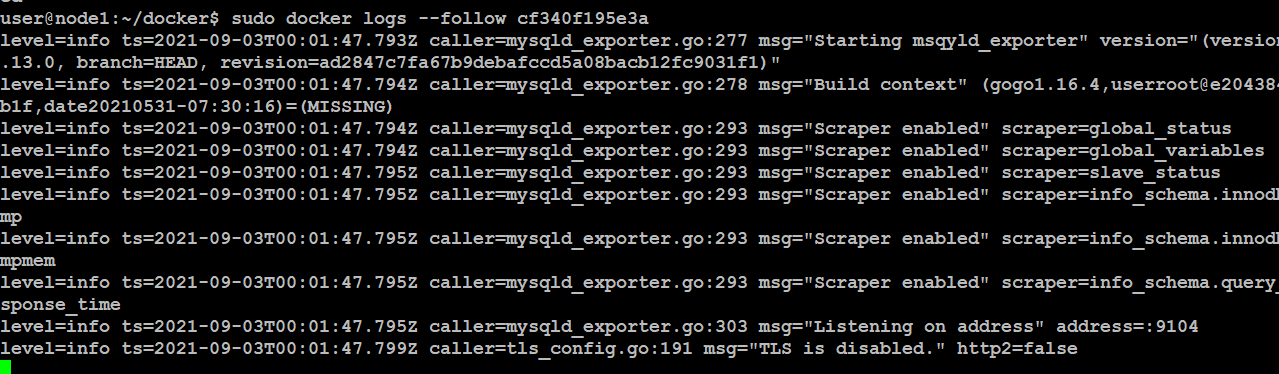 user@node1:~/docker$ sudo docker logs --follow cf340f195e3a
level=info ts=2021-09-03T00:01:47.793Z caller=mysqld_exporter.go:277 msg="Starting msqyld_exporter" version="(version
.13.0, branch=HEAD, revision=ad2847c7fa67b9debafccd5a08bacb12fc9031f1)"
level=info ts=2021-09-03T00:01:47.794Z caller=mysqld_exporter.go:278 msg="Build context" (gogo1.16.4,userroot@e204384
b1f,date20210531-07:30:16)=(MISSING)
level=info ts=2021-09-03T00:01:47.794Z caller=mysqld_exporter.go:293 msg="Scraper enabled" scraper=global_status
level=info ts=2021-09-03T00:01:47.794Z caller=mysqld_exporter.go:293 msg="Scraper enabled" scraper=global_variables
level=info ts=2021-09-03T00:01:47.795Z caller=mysqld_exporter.go:293 msg="Scraper enabled" scraper=slave_status
level=info ts=2021-09-03T00:01:47.795Z caller=mysqld_exporter.go:293 msg="Scraper enabled" scraper=info_schema.innodb
mp
level=info ts=2021-09-03T00:01:47.795Z caller=mysqld_exporter.go:293 msg="Scraper enabled" scraper=info_schema.innodb
mpmem
level=info ts=2021-09-03T00:01:47.795Z caller=mysqld_exporter.go:293 msg="Scraper enabled" scraper=info_schema.query_
sponse_time
level=info ts=2021-09-03T00:01:47.795Z caller=mysqld_exporter.go:303 msg="Listening on address" address=:9104
level=info ts=2021-09-03T00:01:47.799Z caller=tls_config.go:191 msg="TLS is disabled." http2=false